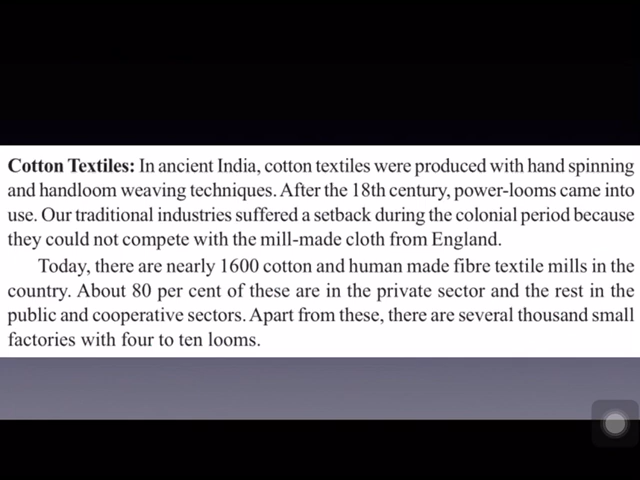 Cotton Textiles: In ancient India, cotton textiles were produced with hand spinning
and handloom weaving techniques. After the 18th century, power-looms came into
use. Our traditional industries suffered a setback during the colonial period because
they could not compete with the mill-made cloth from England.
Today, there are nearly 1600 cotton and human made fibre textile mills in the
country. About 80 per cent of these are in the private sector and the rest in the
public and cooperative sectors. Apart from these, there are several thousand small
factories with four to ten looms.